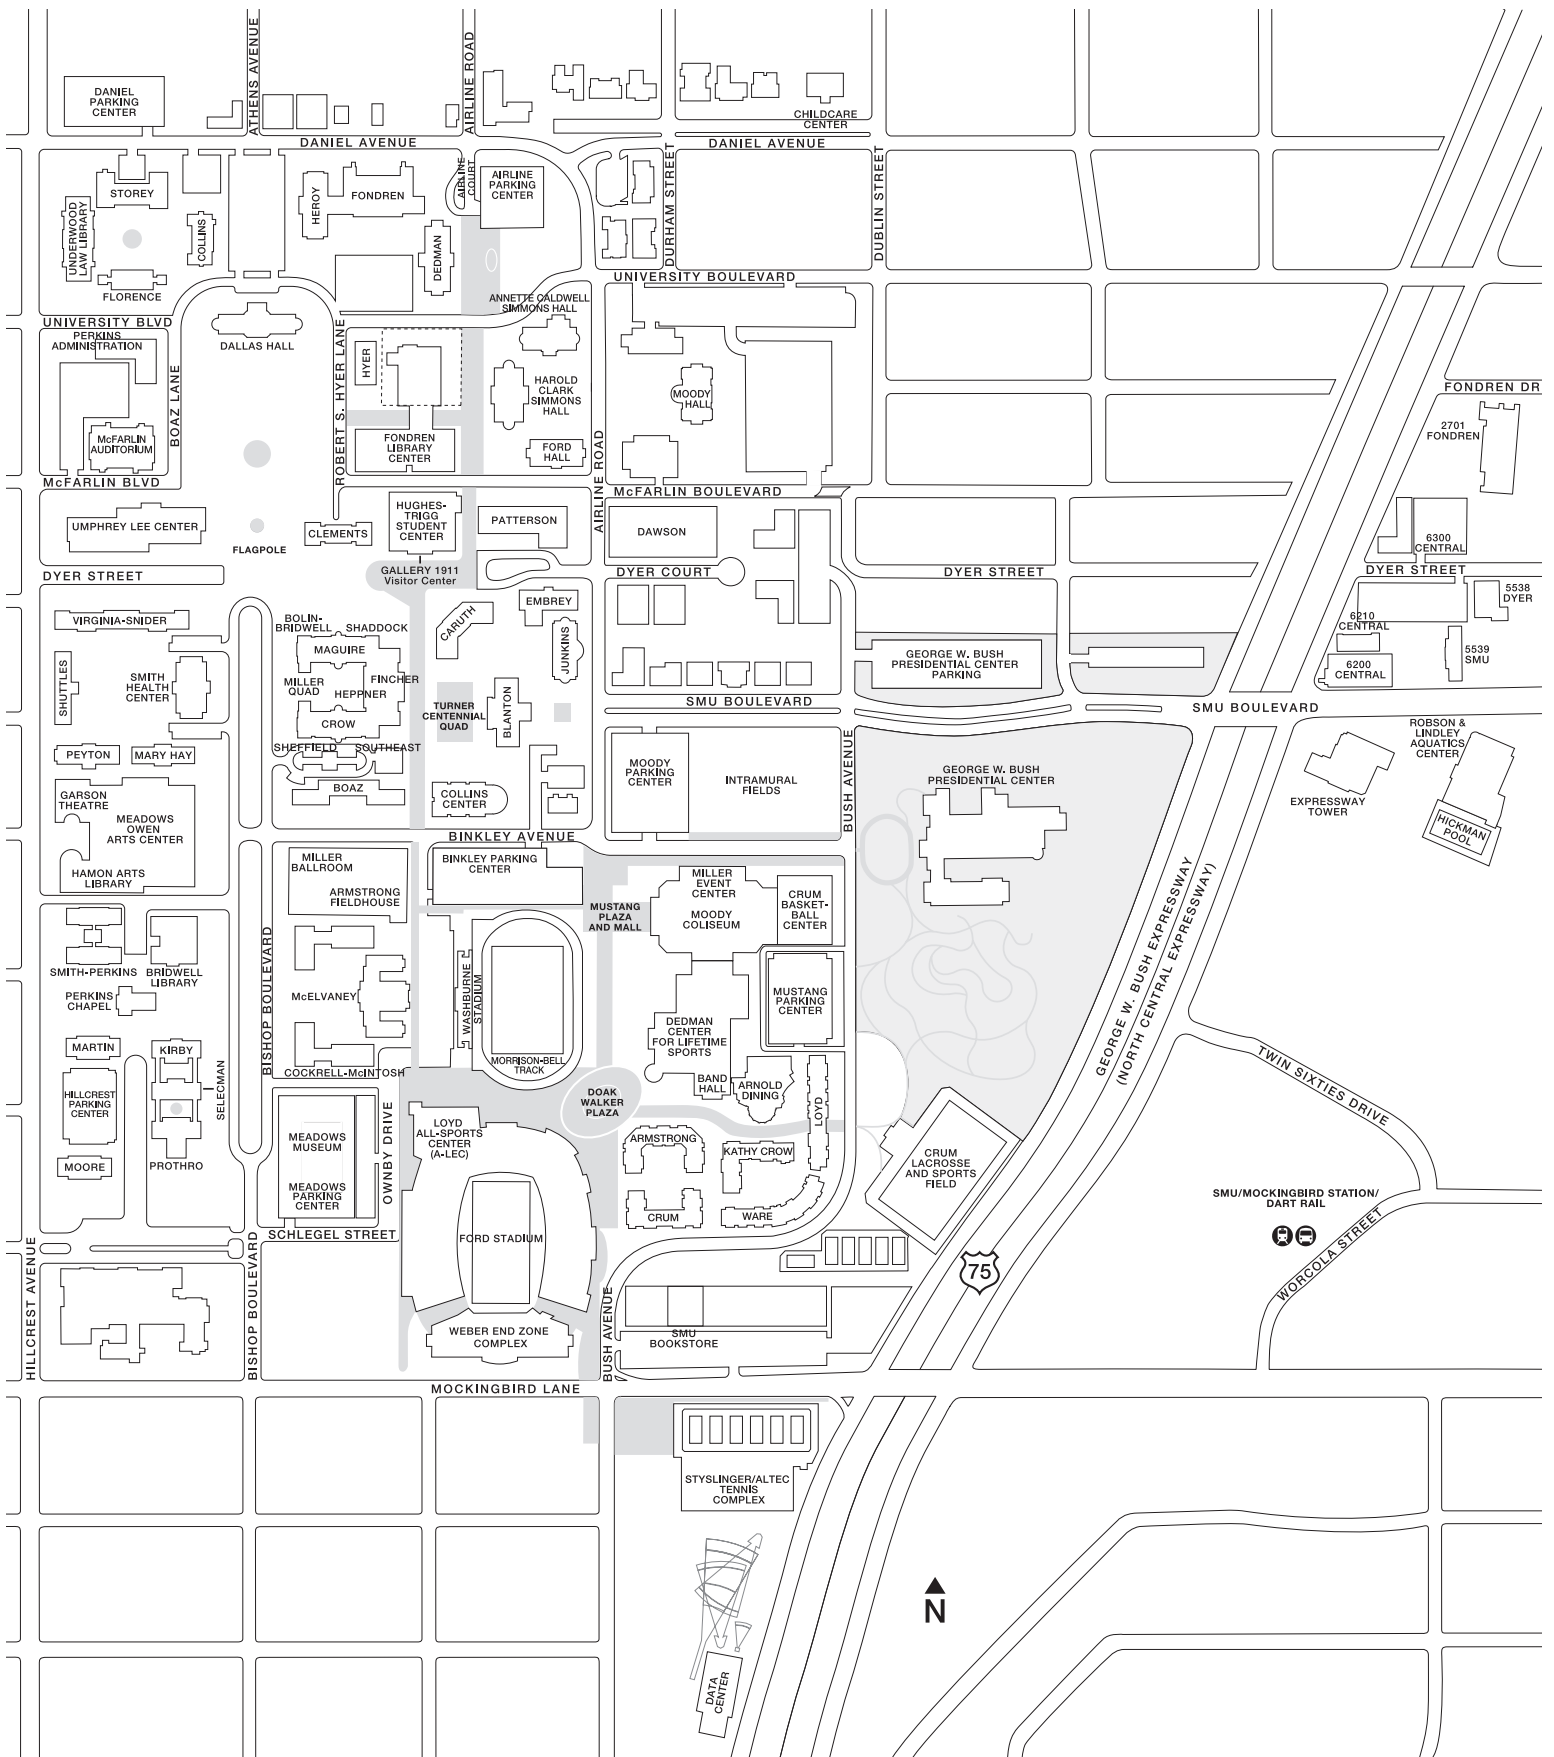 ATHENS AVENUE
AIRLINE ROAD
DANIEL
PARKING
CENTER
CHILDCARE
CENTER
DANIEL AVENUE
DANIEL AVENUE
STOREY
UNDERWOOD
LAW LIBRARY
COLLINS
FLORENCE
HEROY
FONDREN
DEDMAN
AIRLINE
COURT
AIRLINE
PARKING
CENTER
DURHAM STREET
DUBLIN STREET
UNIVERSITY BOULEVARD
ANNETTE CALDWELL
SIMMONS HALL
UNIVERSITY BLVD
PERKINS
ADMINISTRATION
DALLAS HALL
BOAZ LANE
ROBERT S. HYER LANE
HYER
HAROLD
CLARK
SIMMONS
HALL
MOODY
HALL
FONDREN DR
2701
FONDREN
McFARLIN
AUDITORIUM
FONDREN
LIBRARY
CENTER
FORD
HALL
AIRLINE ROAD
McFARLIN BLVD
McFARLIN BOULEVARD
UMPHREY LEE CENTER
FLAGPOLE
CLEMENTS
HUGHES-
TRIGG
STUDENT
CENTER
PATTERSON
DAWSON
6300
CENTRAL
GALLERY 1911
Visitor Center
DYER STREET
DYER COURT
DYER STREET
DYER STREET
5538
DYER
VIRGINIA-SNIDER
BOLIN-
BRIDWELL
SHADDOCK
MAGUIRE
CARUTH
EMBREY
JUNKINS
6210
CENTRAL
5539
SMU
6200
CENTRAL
GEORGE W. BUSH
PRESIDENTIAL CENTER
PARKING
SHUTTLES
SMITH
HEALTH
CENTER
MILLER
QUAD
FINCHER
HEPPNER
CROW
TURNER
CENTENNIAL
QUAD
BLANTON
SMU BOULEVARD
SMU BOULEVARD
PEYTON
MARY HAY
SHEFFIELD
SOUTHEAST
BOAZ
COLLINS
CENTER
MOODY
PARKING
CENTER
INTRAMURAL
FIELDS
BUSH AVENUE
GEORGE W. BUSH
PRESIDENTIAL CENTER
ROBSON &
LINDLEY
AQUATICS
CENTER
EXPRESSWAY
TOWER
HICKMAN
POOL
GARSON
THEATRE
MEADOWS
OWEN
ARTS CENTER
HAMON ARTS
LIBRARY
BINKLEY AVENUE
MILLER
BALLROOM
ARMSTRONG
FIELDHOUSE
BINKLEY PARKING
CENTER
MILLER
EVENT
CENTER
MOODY
COLISEUM
CRUM
BASKET-
BALL
CENTER
MUSTANG
PLAZA
AND MALL
SMITH-PERKINS
BRIDWELL
LIBRARY
PERKINS
CHAPEL
BISHOP BOULEVARD
McELVANEY
WASHBURNE
STADIUM
MORRISON-BELL
TRACK
DEDMAN
CENTER
FOR LIFETIME
SPORTS
MUSTANG
PARKING
CENTER
GEORGE W. BUSH EXPRESSWAY
(NORTH CENTRAL EXPRESSWAY)
MARTIN
KIRBY
COCKRELL-McINTOSH
BAND
HALL
ARNOLD
DINING
LOYD
TWIN SIXTIES DRIVE
HILLCREST
PARKING
CENTER
SELECMAN
DOAK
WALKER
PLAZA
MEADOWS
MUSEUM
MEADOWS
PARKING
CENTER
OWNBY DRIVE
LOYD
ALL-SPORTS
CENTER
(A-LEC)
ARMSTRONG
KATHY CROW
CRUM
LACROSSE
AND SPORTS
FIELD
MOORE
PROTHRO
CRUM
WARE
SMU/MOCKINGBIRD STATION/
DART RAIL
WORCOLA STREET
SCHLEGEL STREET
FORD STADIUM
75
HILLCREST AVENUE
BISHOP BOULEVARD
WEBER END ZONE
COMPLEX
BUSH AVENUE
SMU
BOOKSTORE
MOCKINGBIRD LANE
STYSLINGER/ALTEC
TENNIS
COMPLEX
N
DATA
CENTER